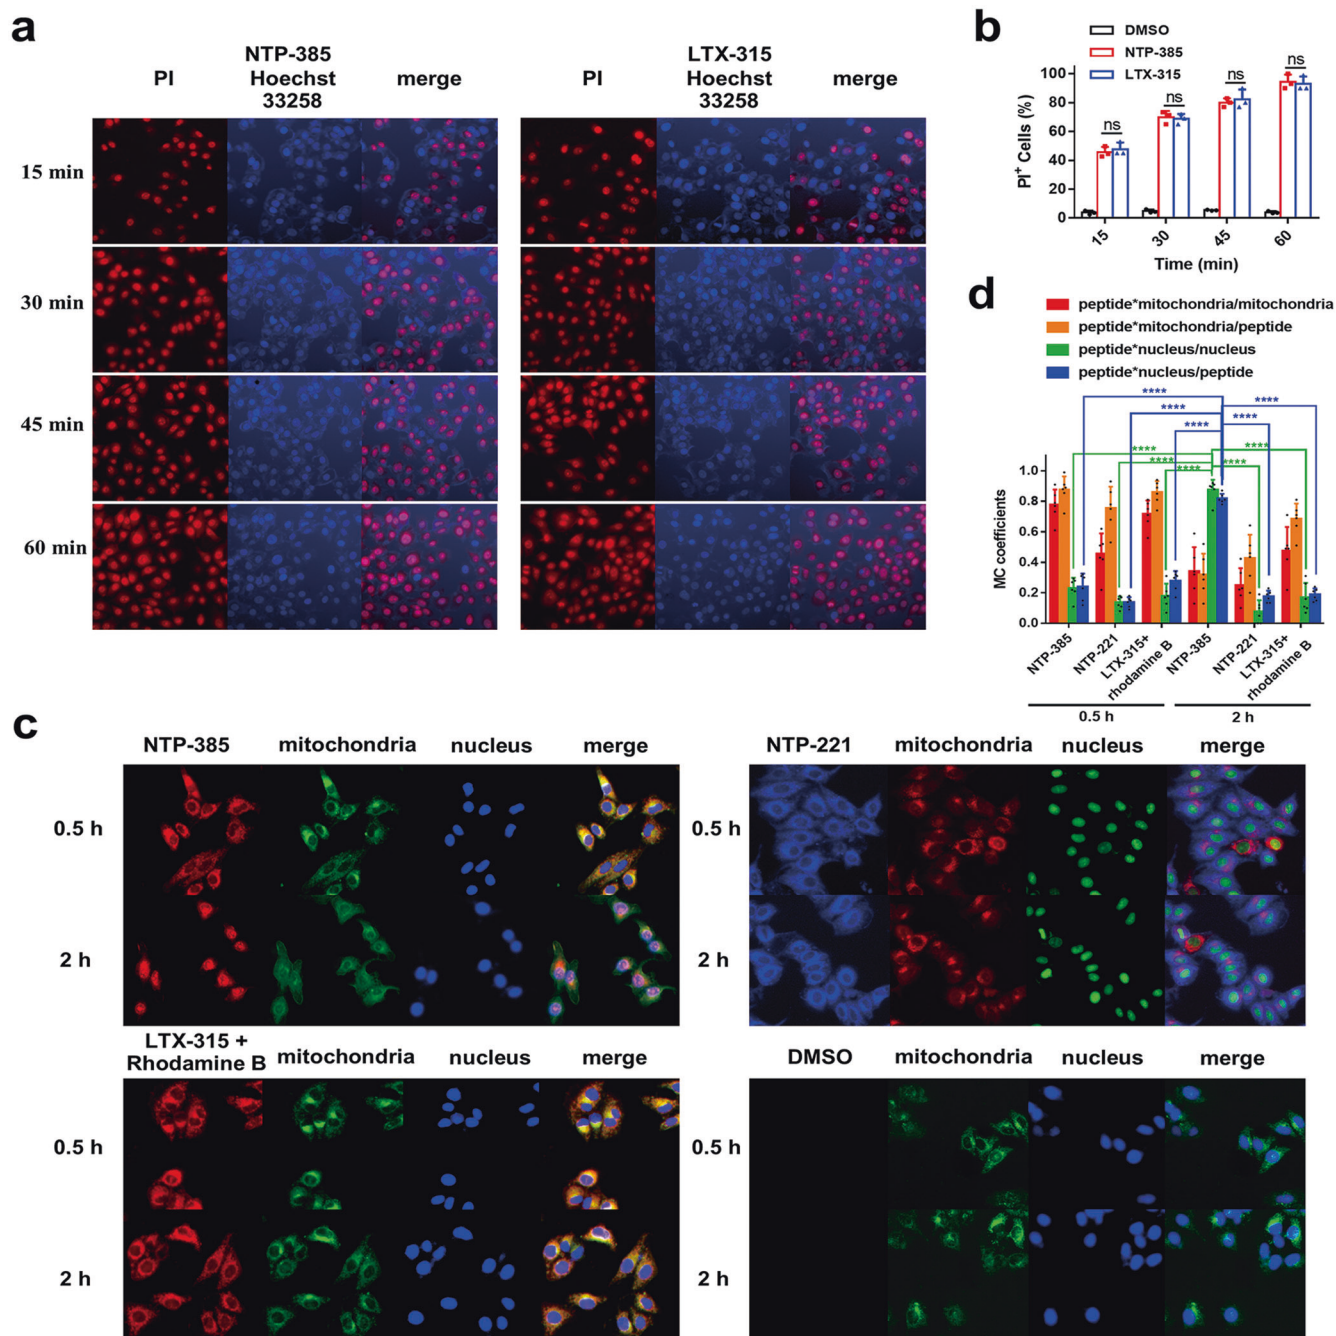 a
NTP-385
PI Hoechst merge
33258
LTX-315
PI Hoechst merge
33258
15 min
30 min
45 min
60 min
b
DMSO
NTP-385
LTX-315
PI+ Cells (%)
100
80
60
40
20
0
ns
ns
ns
ns
15 30 45 60
Time (min)
d
peptide*mitochondria/mitochondria
peptide*mitochondria/peptide
peptide*nucleus/nucleus
peptide*nucleus/peptide
****
****
****
****
****
****
****
****
****
****
MC coefficients
1.0
0.8
0.6
0.4
0.2
0.0
NTP-385
NTP-221
LTX-315+
rhodamine B
NTP-385
NTP-221
LTX-315+
rhodamine B
0.5 h 2 h
c
NTP-385 mitochondria nucleus merge
0.5 h
2 h
NTP-221 mitochondria nucleus merge
0.5 h
2 h
LTX-315 +
Rhodamine B mitochondria nucleus merge
0.5 h
2 h
DMSO mitochondria nucleus merge
0.5 h
2 h